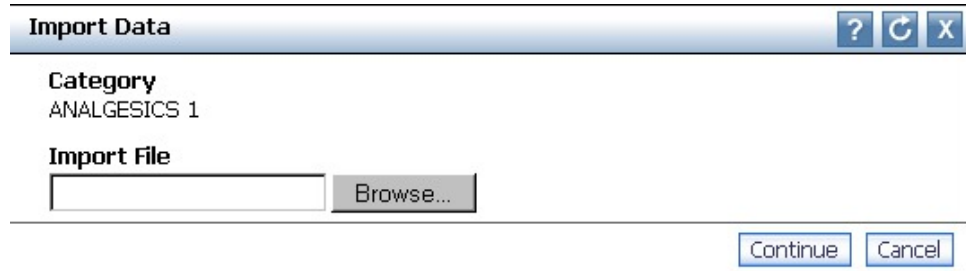 Import Data
? X
Category
ANALGESICS 1
Import File
Browse...
Continue Cancel